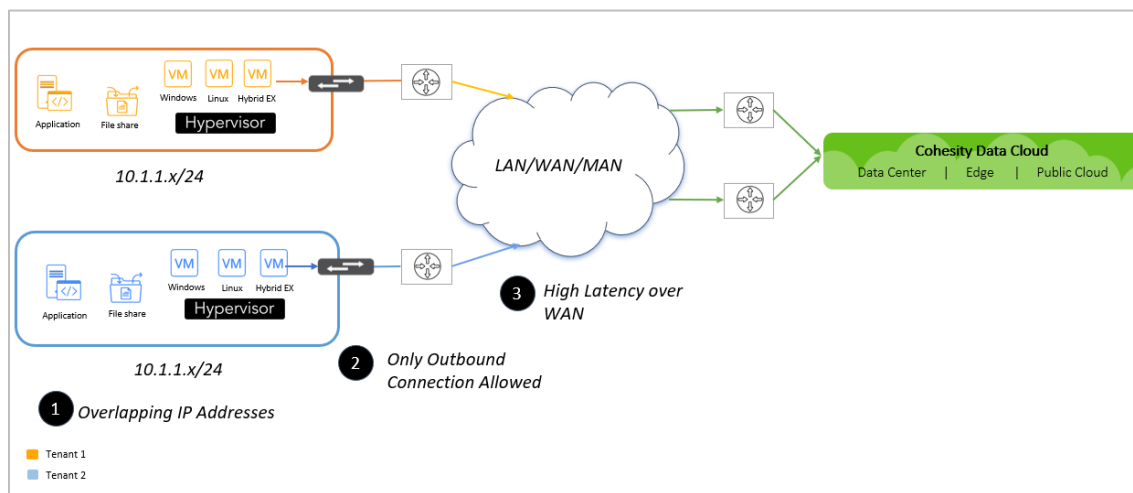 VM VM VM
Windows Linux Hybrid EX
Application File share
Hypervisor
10.1.1.x/24
LAN/WAN/MAN
Cohesity Data Cloud
Data Center | Edge | Public Cloud
VM VM VM
Windows Linux Hybrid EX
Application File share
Hypervisor
10.1.1.x/24
1 Overlapping IP Addresses
2 Only Outbound
Connection Allowed
3 High Latency over
WAN
Tenant 1
Tenant 2